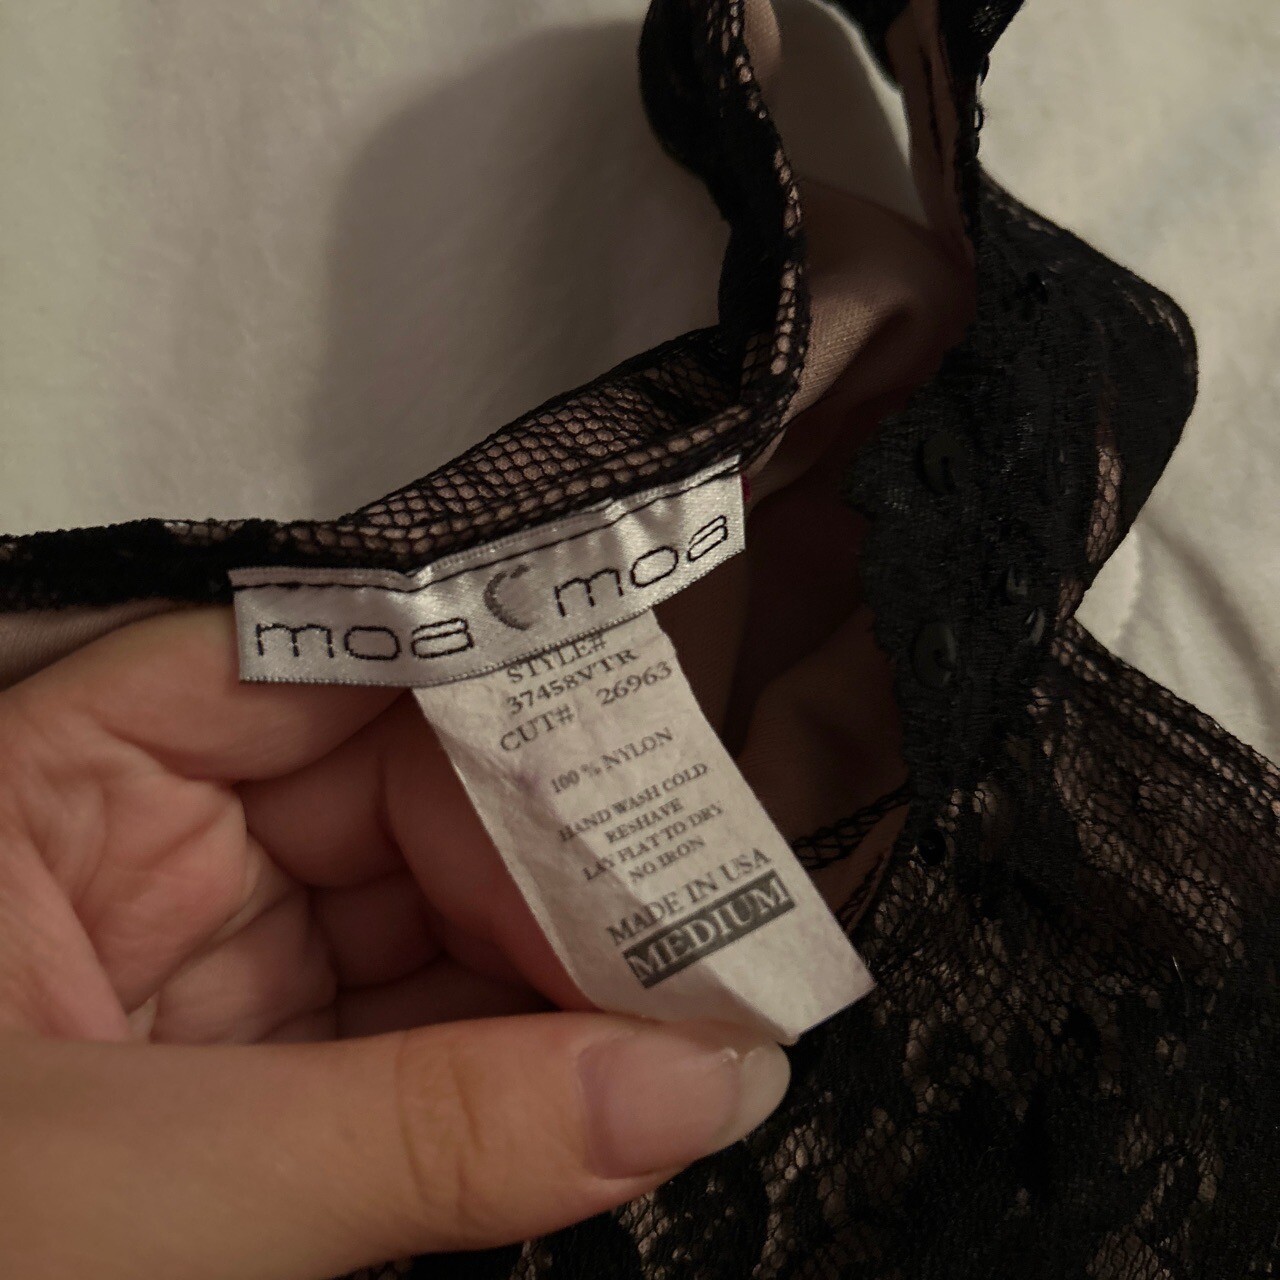 moa moa
STYLE#
37458VTR
CUT# 26963
100 % NYLON
HAND WASH COLD
RESHAVE
LAY FLAT TO DRY
NO IRON
MADE IN USA
MEDIUM